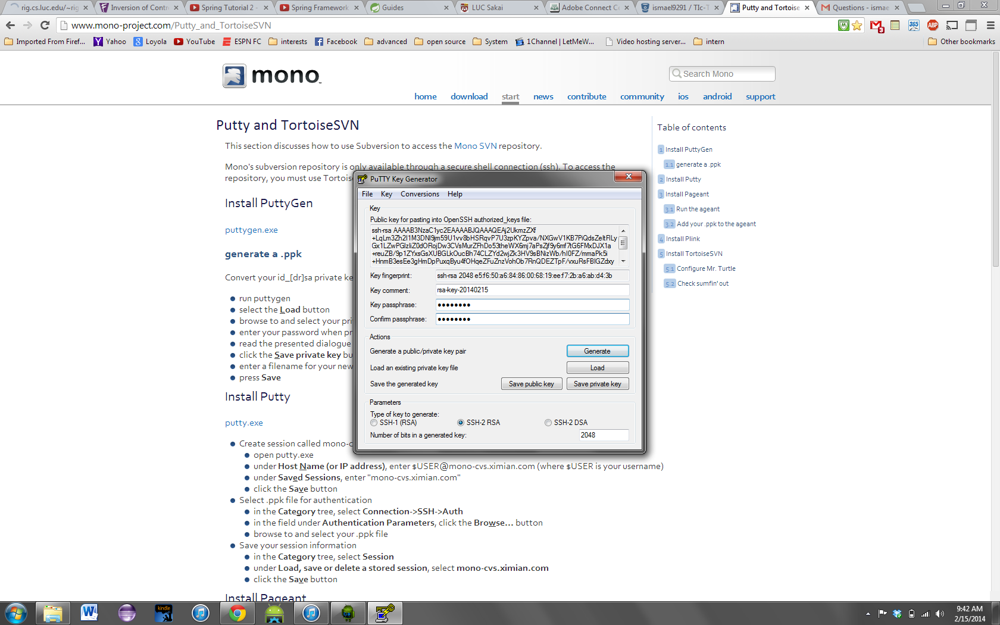 rig.cs.luc.edu/~rig
Inversion of Contr
Spring Tutorial 2 -
Spring Framework
Guides
LUC Sakai
Adobe Connect Ce
ismael9291 / TIc-T
Putty and Tortoise
Questions - ismae
www.mono-project.com/Putty_and_TortoiseSVN
3
365
ABP
Imported From Firef...
Yahoo
Loyola
YouTube
ESPN FC
interests
Facebook
advanced
open source
System
1Channel | LetMeW...
Video hosting server...
intern
Other bookmarks
mono
Search Mono
home download start news contribute community ios android support
Putty and TortoiseSVN
This section discusses how to use Subversion to access the Mono SVN repository.
Mono's subversion repository is only available through a secure shell connection (ssh). To access the
repository, you must use Tortois
Install PuttyGen
puttygen.exe
generate a .ppk
Convert your id_[dr]sa private ke
run puttygen
select the Load button
browse to and select your pri
enter your password when pr
read the presented dialogue
click the Save private key bu
enter a filename for your new
press Save
Install Putty
putty.exe
Create session called mono-c
open putty.exe
under Host Name (or IP address), enter $USER@mono-cvs.ximian.com (where $USER is your username)
under Saved Sessions, enter "mono-cvs.ximian.com"
click the Save button
Select .ppk file for authentication
in the Category tree, select Connection->SSH->Auth
in the field under Authentication Parameters, click the Browse... button
browse to and select your .ppk file
Save your session information
in the Category tree, select Session
under Load, save or delete a stored session, select mono-cvs.ximian.com
click the Save button
Install Pageant
Table of contents
1 Install PuttyGen
1.1 generate a .ppk
2 Install Putty
3 Install Pageant
3.1 Run the ageant
3.2 Add your .ppk to the ageant
4 Install Plink
5 Install TortoiseSVN
5.1 Configure Mr. Turtle
5.2 Check sumfin' out
PuTTY Key Generator
File Key Conversions Help
Key
Public key for pasting into OpenSSH authorized_keys file:
ssh-rsa AAAAB3NzaC1yc2EAAAABJQAAAQEAj2UkmzZXf
Key fingerprint: ssh-rsa 2048 e5:f6:50:a6:84:86:00:68:19:ee:f7:2b:a6:ab:d4:3b
Key comment: rsa-key-20140215
Key passphrase: ●●●●●●●●
Confirm passphrase: ●●●●●●●●
Actions
Generate a public/private key pair Generate
Load an existing private key file Load
Save the generated key Save public key Save private key
Parameters
Type of key to generate:
SSH-1 (RSA) SSH-2 RSA SSH-2 DSA
Number of bits in a generated key: 2048
kindle
9:42 AM
2/15/2014